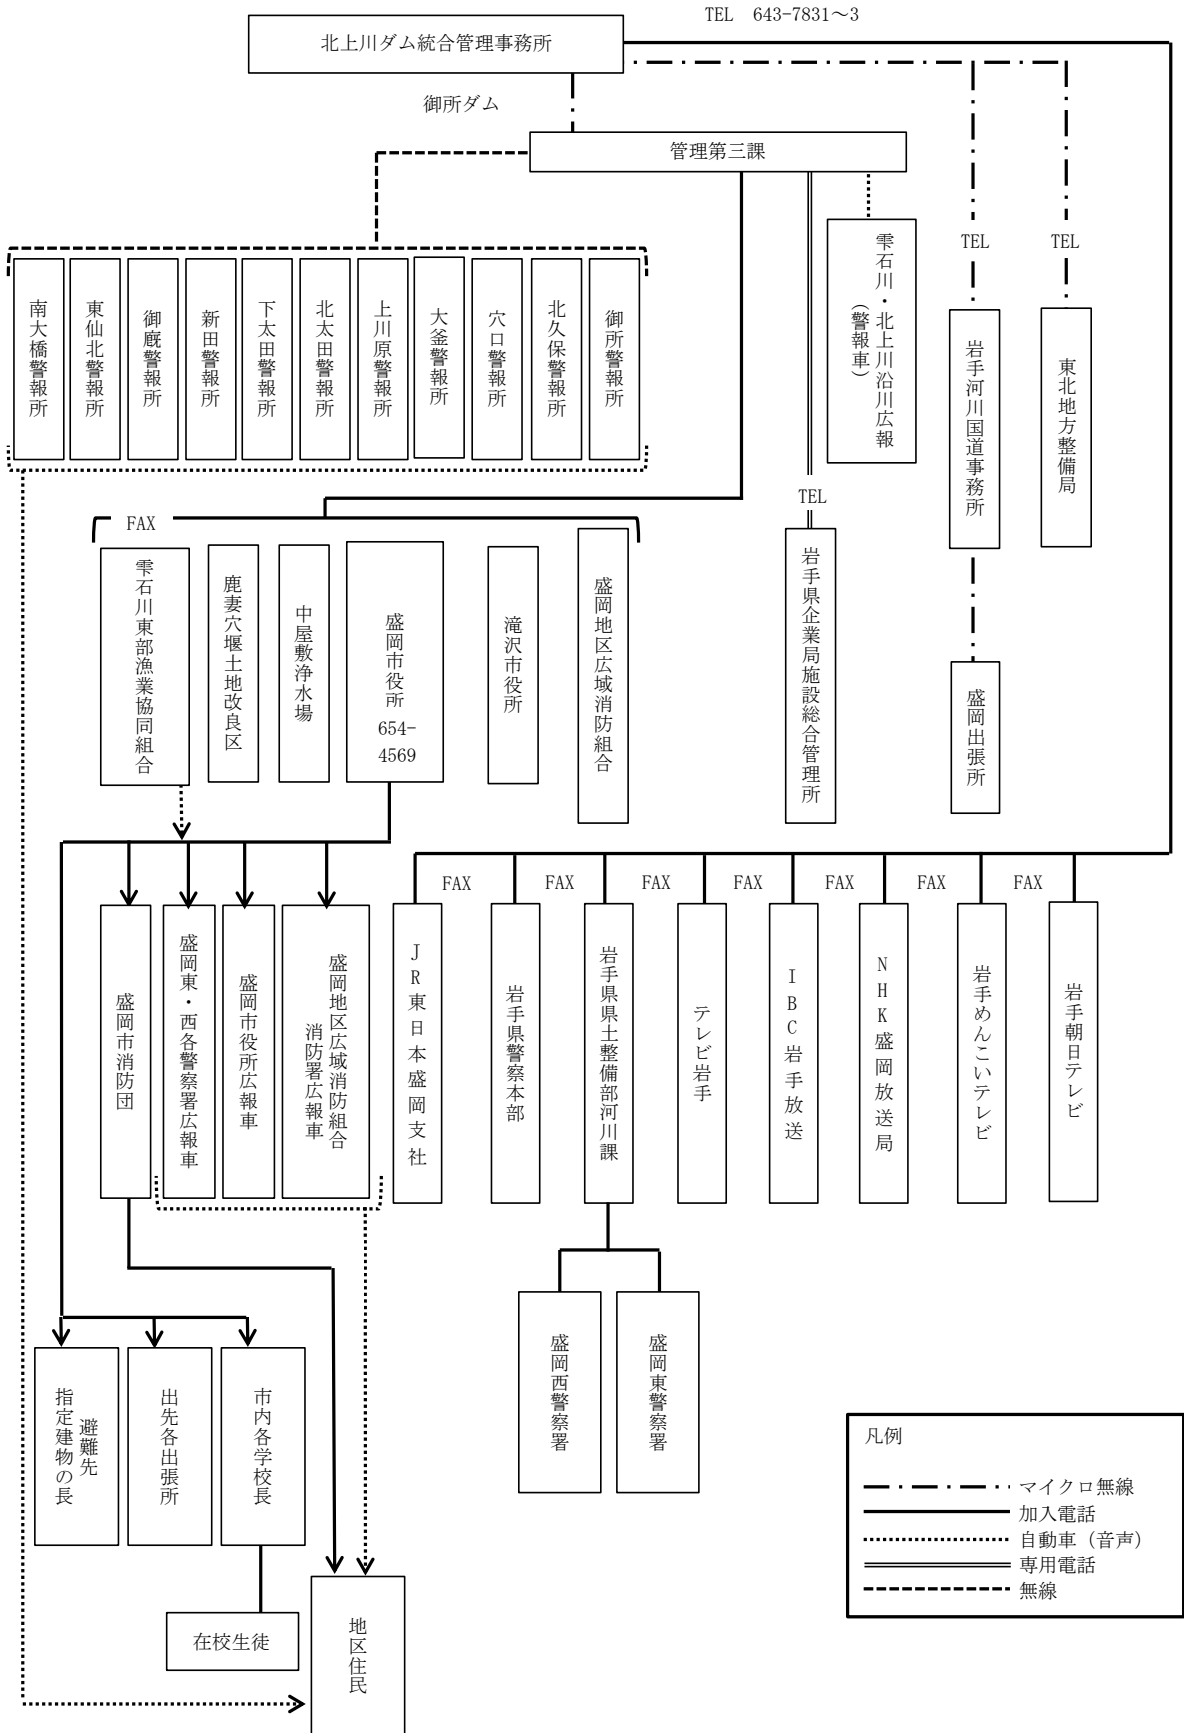 TEL 643-7831～3
北上川ダム統合管理事務所
御所ダム
管理第三課
南大橋警報所
東仙北警報所
御厩警報所
新田警報所
下太田警報所
北太田警報所
上川原警報所
大釜警報所
穴口警報所
北久保警報所
御所警報所
雫石川・北上川沿川広報
（警報車）
TEL
TEL
岩手河川国道事務所
東北地方整備局
TEL
FAX
雫石川東部漁業協同組合
鹿妻穴堰土地改良区
中屋敷浄水場
盛岡市役所
654-
4569
滝沢市役所
盛岡地区広域消防組合
岩手県企業局施設総合管理所
盛岡出張所
FAX
FAX
FAX
FAX
FAX
FAX
FAX
盛岡市消防団
盛岡東・西各警察署広報車
盛岡市役所広報車
盛岡地区広域消防組合
消防署広報車
JR東日本盛岡支社
岩手県警察本部
岩手県県土整備部河川課
テレビ岩手
IBC岩手放送
NHK盛岡放送局
岩手めんこいテレビ
岩手朝日テレビ
盛岡西警察署
盛岡東警察署
避難先
指定建物の長
出先各出張所
市内各学校長
在校生徒
地区住民
凡例
マイクロ無線
加入電話
自動車（音声）
専用電話
無線